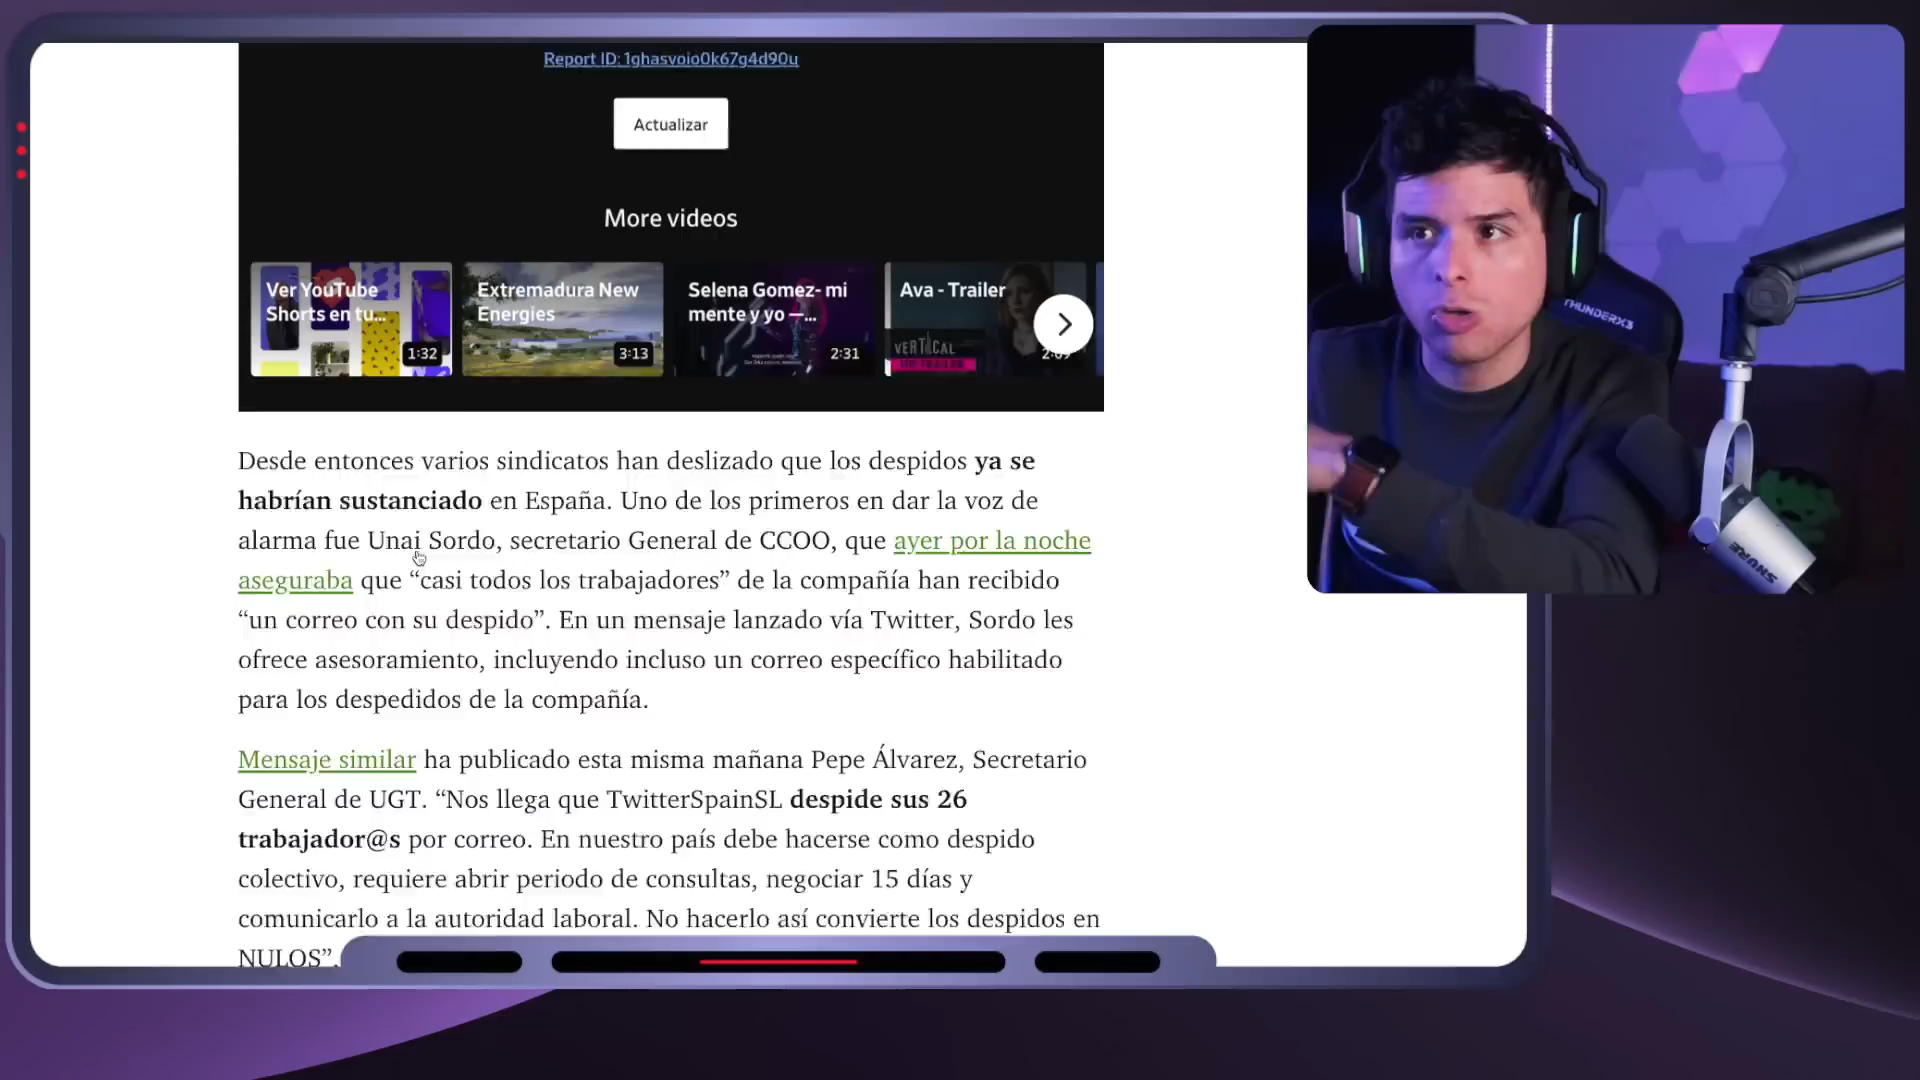 Report ID: 1ghasvoio0k67g4d90u
Actualizar
More videos
Ver YouTube
Shorts en tu...
1:32
Extremadura New
Energies
3:13
Selena Gomez- mi
mente y yo —...
2:31
Ava - Trailer
VERTICAL
Desde entonces varios sindicatos han deslizado que los despidos ya se
habrían sustanciado en España. Uno de los primeros en dar la voz de
alarma fue Unai Sordo, secretario General de CCOO, que ayer por la noche
aseguraba que “casi todos los trabajadores” de la compañía han recibido
“un correo con su despido”. En un mensaje lanzado vía Twitter, Sordo les
ofrece asesoramiento, incluyendo incluso un correo específico habilitado
para los despedidos de la compañía.
Mensaje similar ha publicado esta misma mañana Pepe Álvarez, Secretario
General de UGT. “Nos llega que TwitterSpainSL despide sus 26
trabajador@s por correo. En nuestro país debe hacerse como despido
colectivo, requiere abrir periodo de consultas, negociar 15 días y
comunicarlo a la autoridad laboral. No hacerlo así convierte los despidos en
NULOS”.
THUNDERX3
SHURE